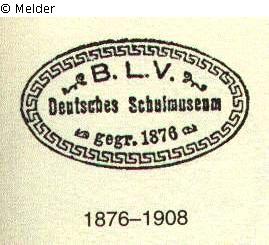 © Melder
B. L. V.
Deutsches Schulmuseum
gegr. 1876
1876–1908